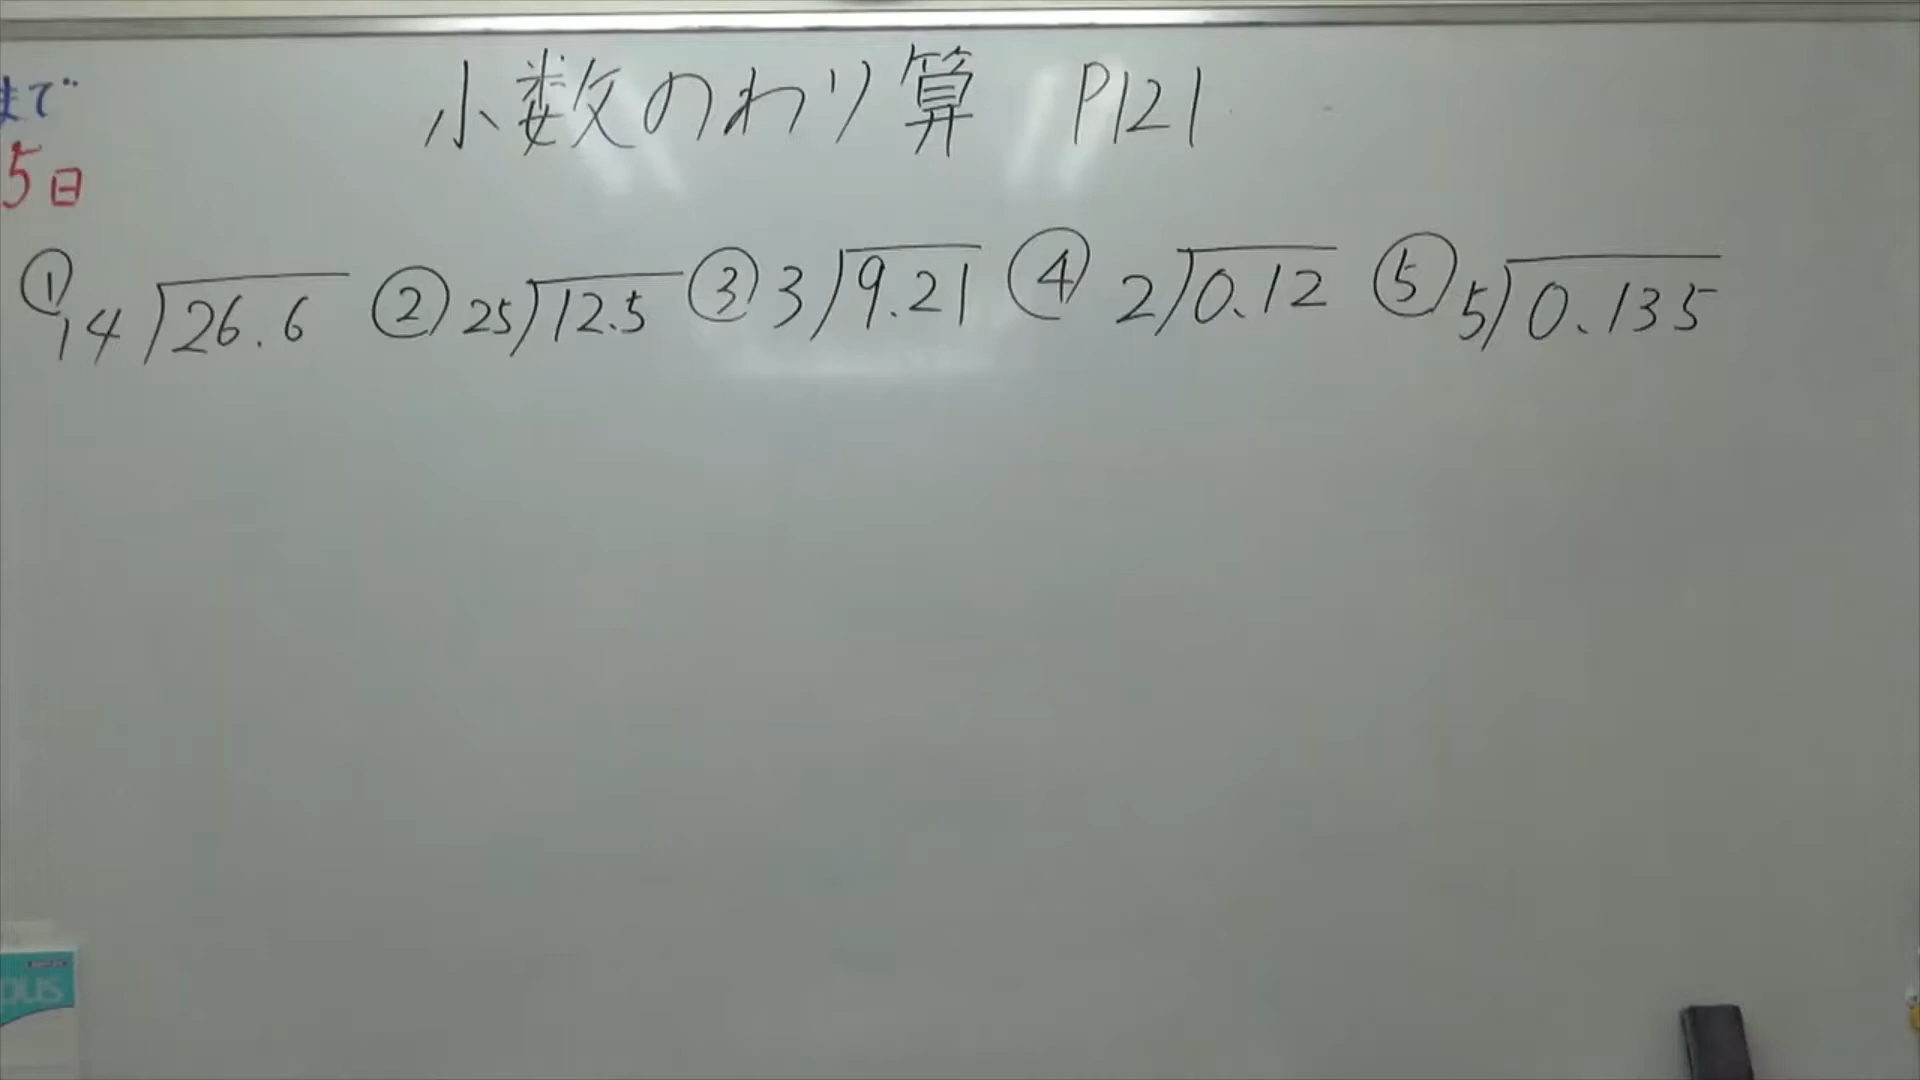 小数のわり算 P121
まで
5日
① 14)26.6 ② 25)12.5 ③ 3)9.21 ④ 2)0.12 ⑤ 5)0.135
pus